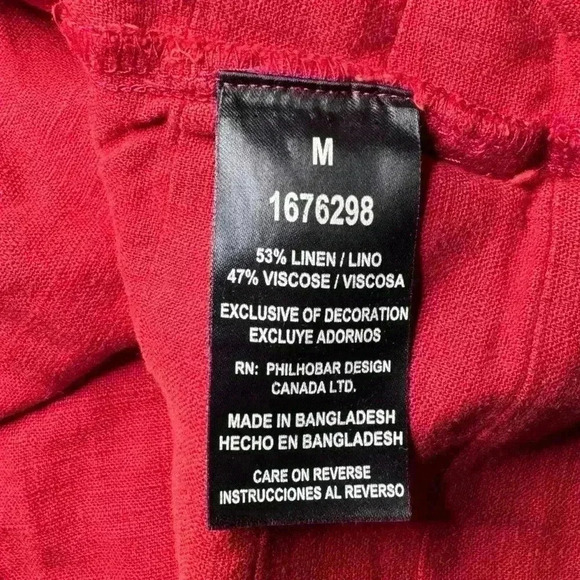 M
1676298
53% LINEN / LINO
47% VISCOSE / VISCOSA
EXCLUSIVE OF DECORATION
EXCLUYE ADORNOS
RN: PHILHOBAR DESIGN
CANADA LTD.
MADE IN BANGLADESH
HECHO EN BANGLADESH
CARE ON REVERSE
INSTRUCCIONES AL REVERSO